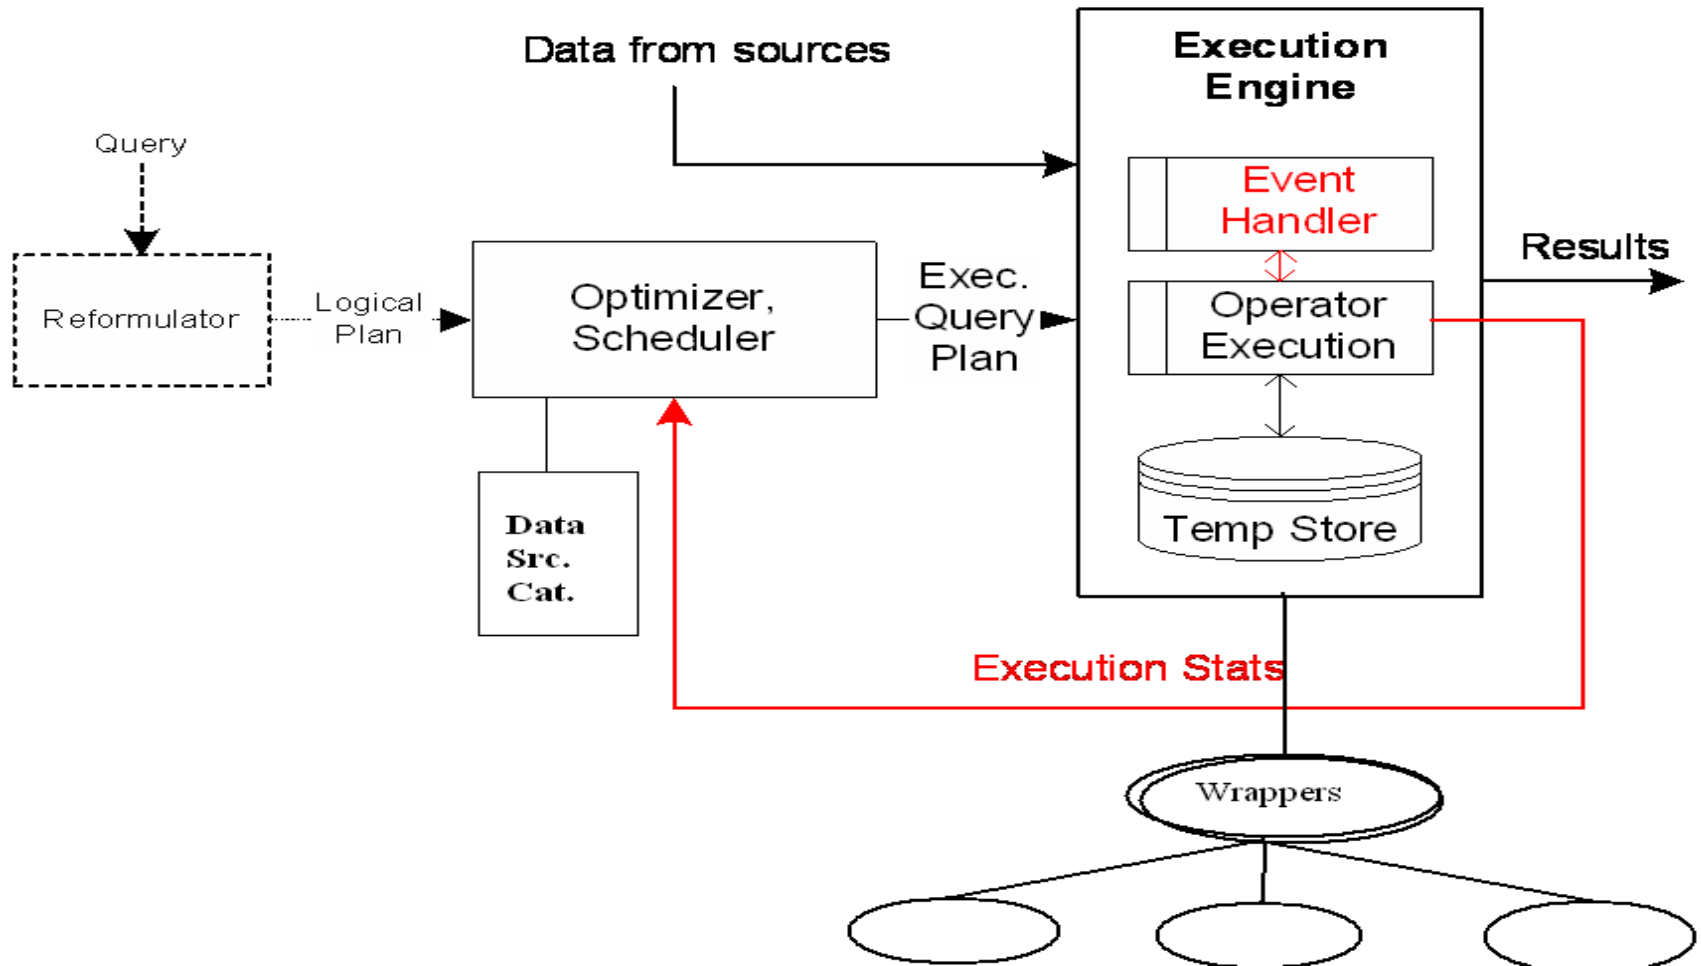 Data from sources
Execution
Engine
Query
Event
Handler
Results
Reformulator
Logical
Plan
Optimizer,
Scheduler
Exec.
Query
Plan
Operator
Execution
Data
Src.
Cat.
Temp Store
Execution Stats
Wrappers